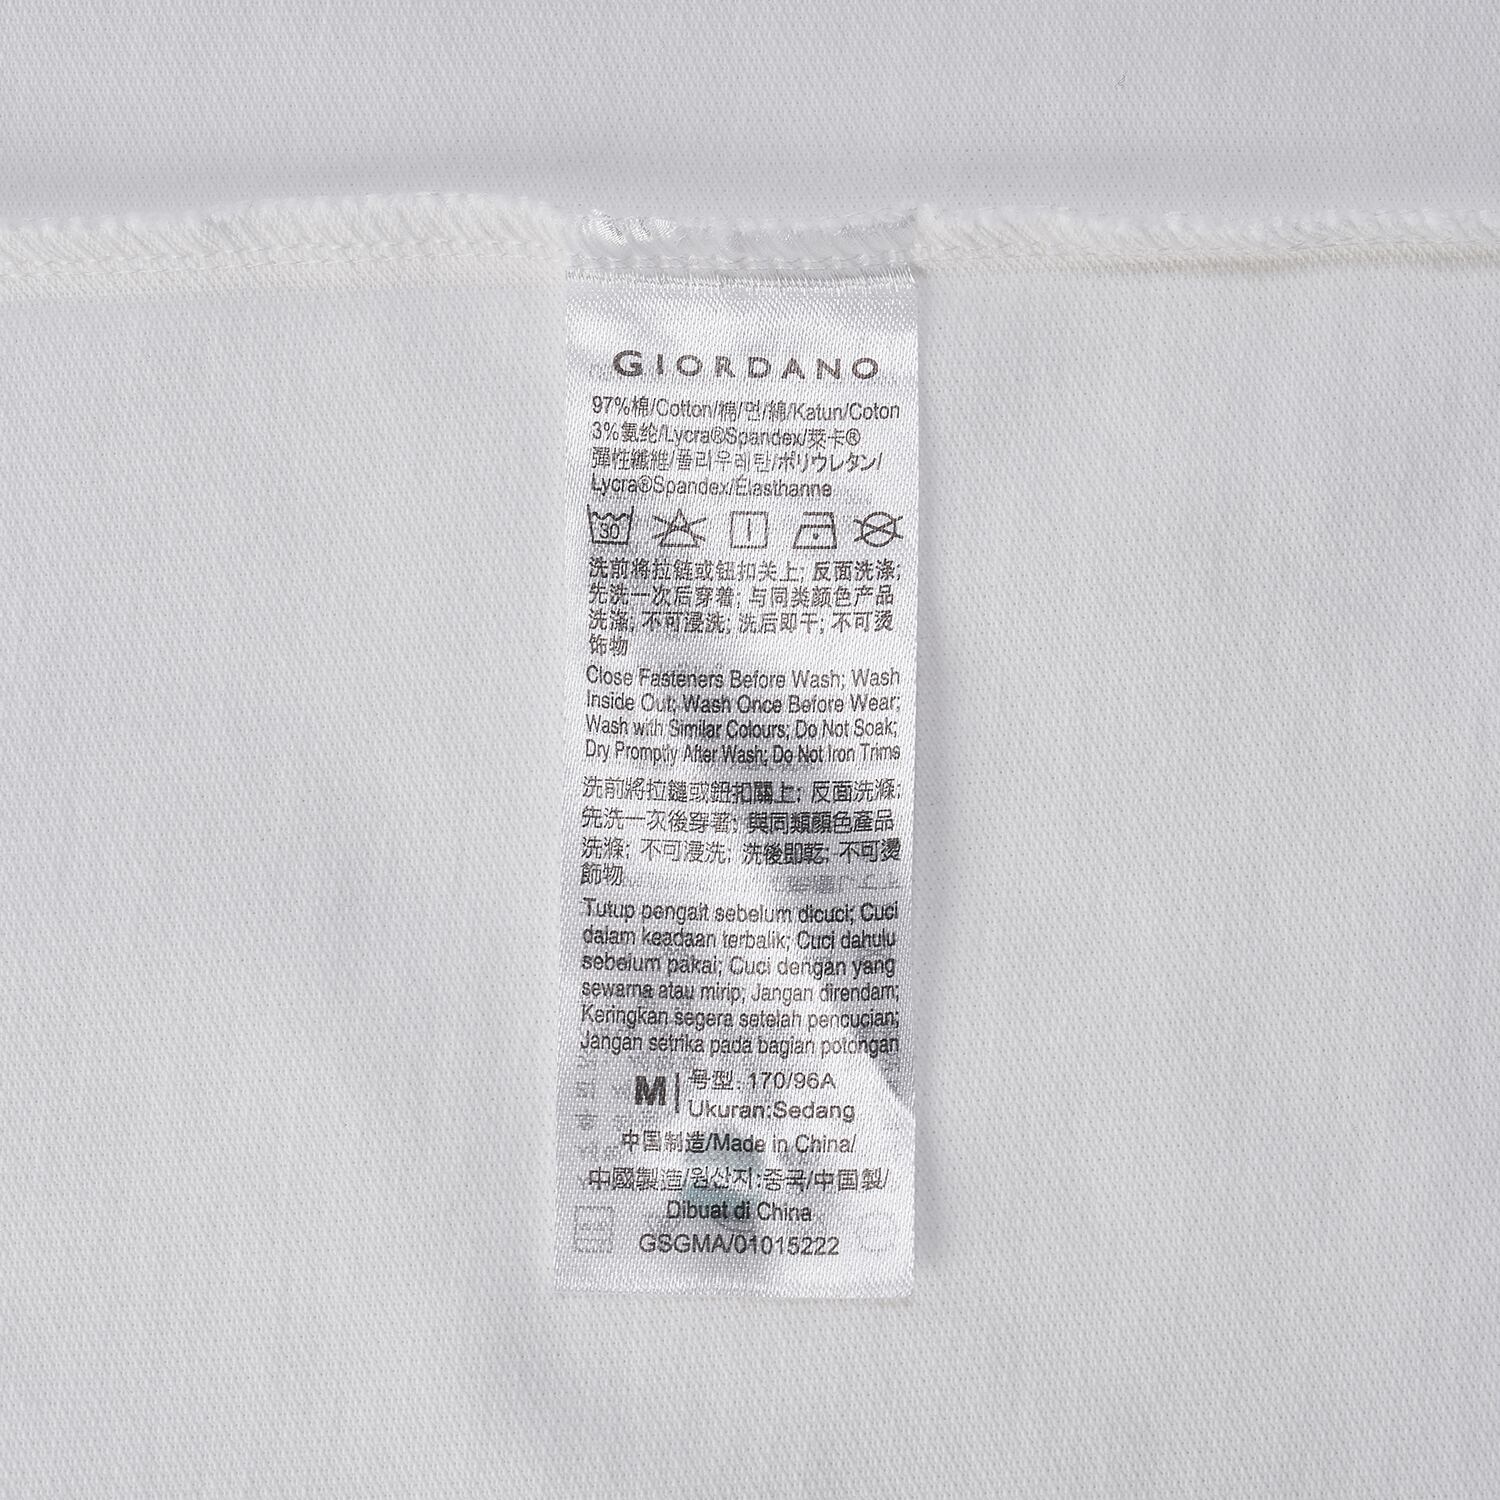 GIORDANO
97%棉/Cotton/棉/면/綿/Katun/Coton
3%氨纶/Lycra®Spandex/萊卡®
彈性纖維/폴리우레탄/ポリウレタン/
Lycra®Spandex/Élasthanne
30
洗前将拉链或钮扣关上; 反面洗涤;
先洗一次后穿着; 与同类颜色产品
洗涤; 不可浸洗; 洗后即干; 不可烫
饰物
Close Fasteners Before Wash; Wash
Inside Out; Wash Once Before Wear;
Wash with Similar Colours; Do Not Soak;
Dry Promptly After Wash; Do Not Iron Trims
洗前將拉鏈或鈕扣關上; 反面洗滌;
先洗一次後穿著; 與同類顏色產品
洗滌; 不可浸洗; 洗後即乾; 不可燙
飾物
Tutup pengait sebelum dicuci; Cuci
dalam keadaan terbalik; Cuci dahulu
sebelum pakai; Cuci dengan yang
sewarna atau mirip; Jangan direndam;
Keringkan segera setelah pencucian;
Jangan setrika pada bagian potongan
M 号型: 170/96A
Ukuran:Sedang
中国制造/Made in China/
中國製造/원산지:중국/中国製/
Dibuat di China
GSGMA/01015222